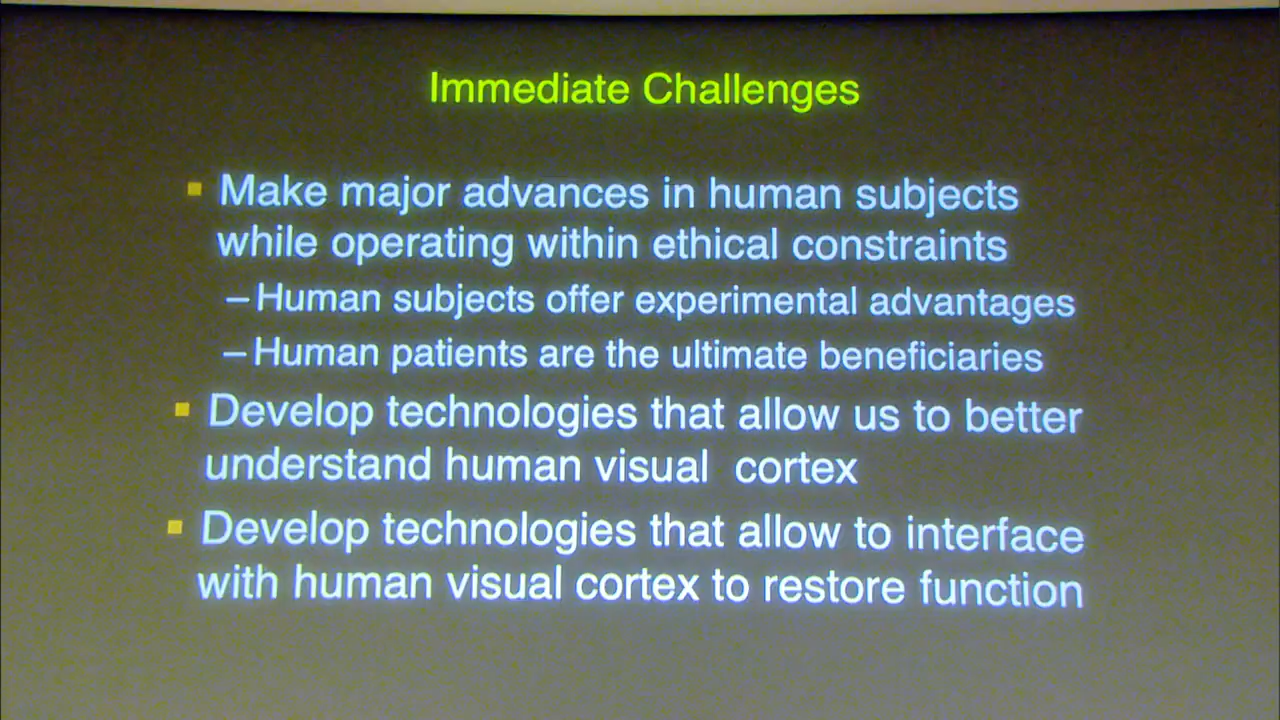 Immediate Challenges
▪ Make major advances in human subjects
while operating within ethical constraints
– Human subjects offer experimental advantages
– Human patients are the ultimate beneficiaries
▪ Develop technologies that allow us to better
understand human visual cortex
▪ Develop technologies that allow to interface
with human visual cortex to restore function